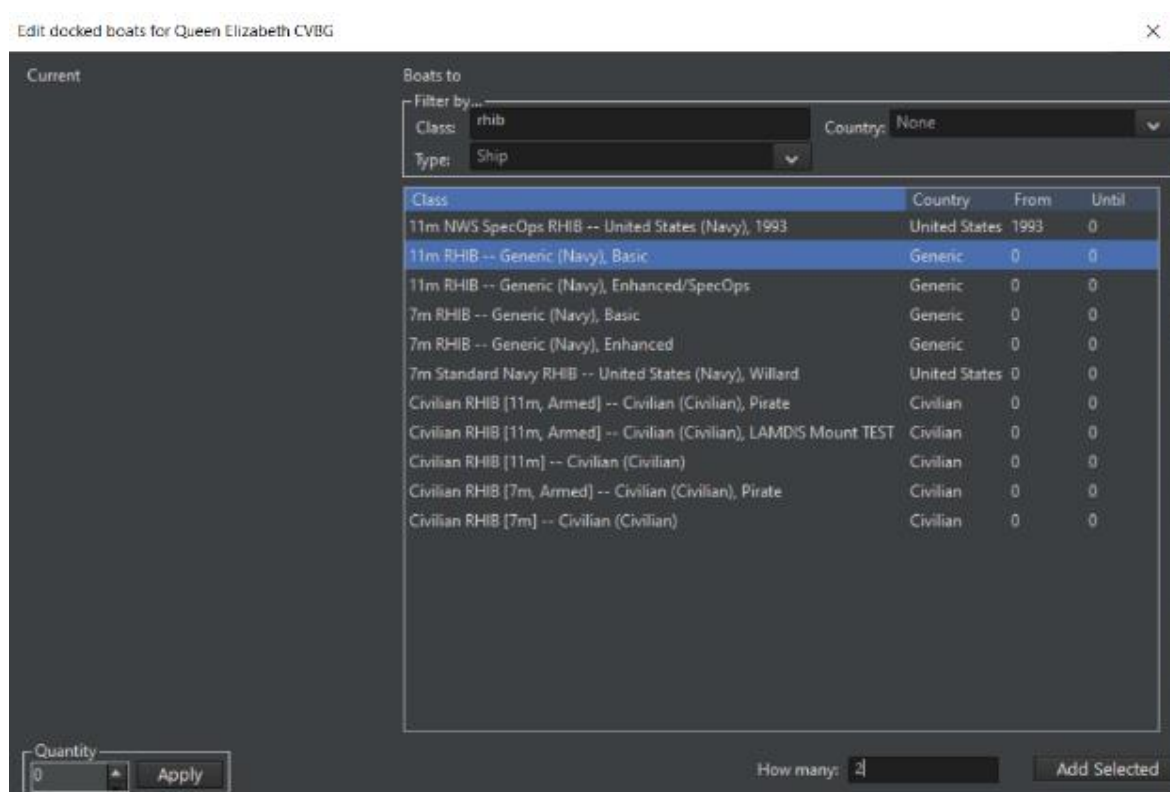 Edit docked boats for Queen Elizabeth CVBG
Current
Boats to
Filter by...
Class: rhib Country: None
Type: Ship
Class Country From Until
11m NWS SpecOps RHIB -- United States (Navy), 1993 United States 1993 0
11m RHIB -- Generic (Navy), Basic Generic 0 0
11m RHIB -- Generic (Navy), Enhanced/SpecOps Generic 0 0
7m RHIB -- Generic (Navy), Basic Generic 0 0
7m RHIB -- Generic (Navy), Enhanced Generic 0 0
7m Standard Navy RHIB -- United States (Navy), Willard United States 0 0
Civilian RHIB [11m, Armed] -- Civilian (Civilian), Pirate Civilian 0 0
Civilian RHIB [11m, Armed] -- Civilian (Civilian), LAMDIS Mount TEST Civilian 0 0
Civilian RHIB [11m] -- Civilian (Civilian) Civilian 0 0
Civilian RHIB [7m, Armed] -- Civilian (Civilian), Pirate Civilian 0 0
Civilian RHIB [7m] -- Civilian (Civilian) Civilian 0 0
Quantity
0 Apply How many: 2 Add Selected